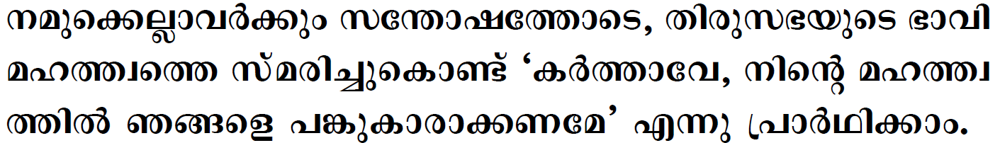 നമുക്കെല്ലാവർക്കും സന്തോഷത്തോടെ, തിരുസഭയുടെ ഭാവി
മഹത്ത്വത്തെ സ്മരിച്ചുകൊണ്ട് ‘കർത്താവേ, നിന്റെ മഹത്ത്വ
ത്തിൽ ഞങ്ങളെ പങ്കുകാരാക്കണമേ’ എന്നു പ്രാർഥിക്കാം.